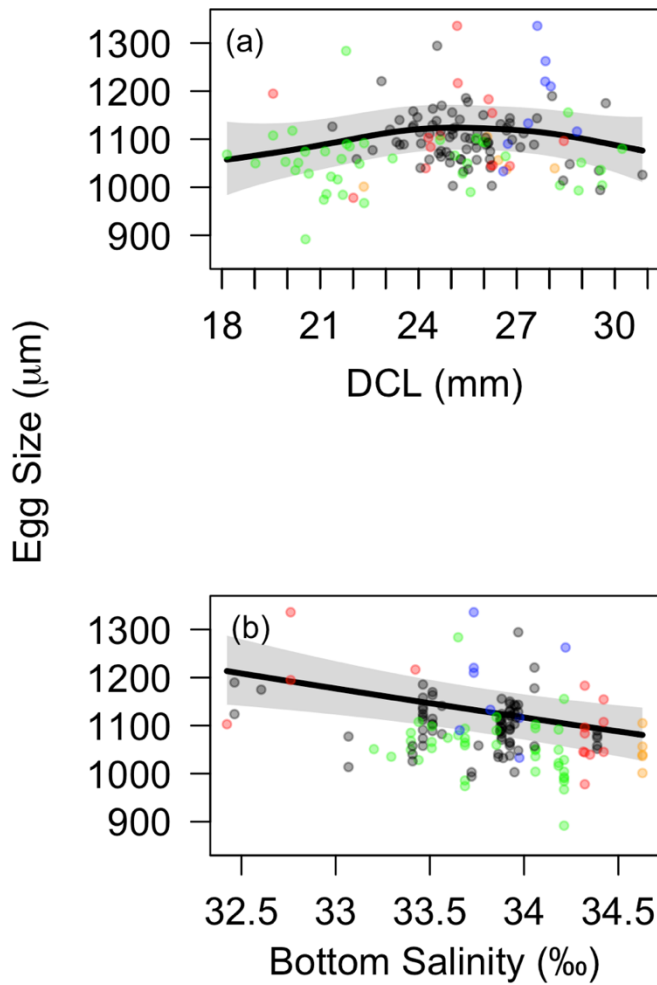 (a)
1300
1200
1100
1000
900
18 21 24 27 30
DCL (mm)
Egg Size (μm)
(b)
1300
1200
1100
1000
900
32.5 33 33.5 34 34.5
Bottom Salinity (‰)